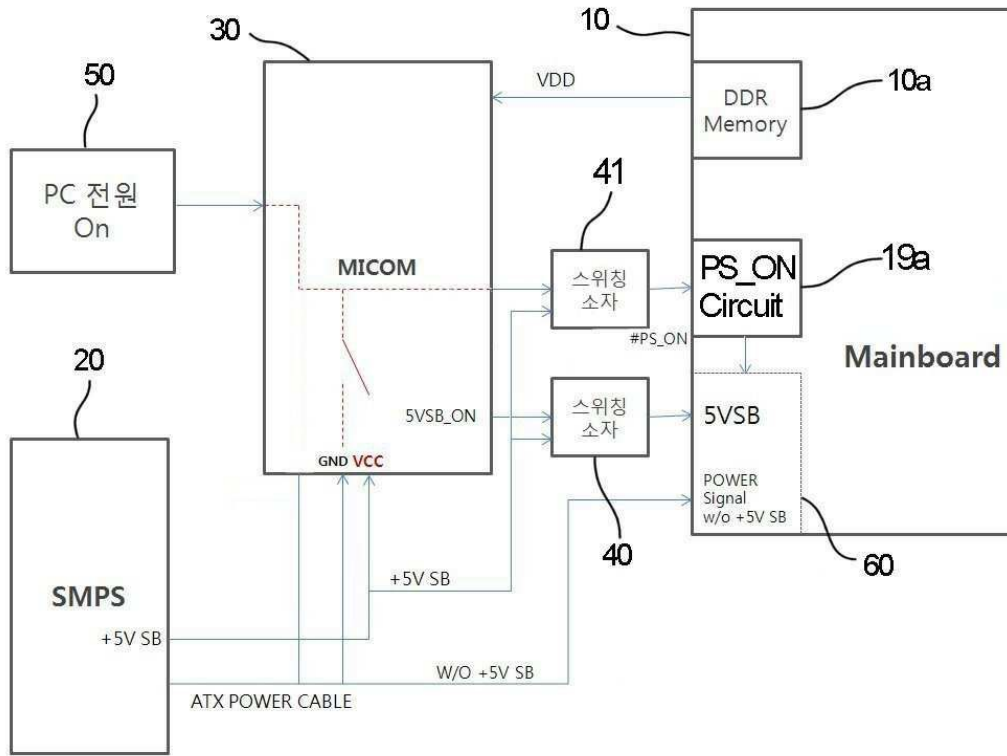 30
10
50
VDD
DDR
Memory
10a
PC 전원
On
41
MICOM
스위칭
소자
PS_ON
Circuit
19a
#PS_ON
Mainboard
20
5VSB_ON
스위칭
소자
5VSB
GND VCC
POWER
Signal
w/o +5V SB
40
60
SMPS
+5V SB
+5V SB
W/O +5V SB
ATX POWER CABLE